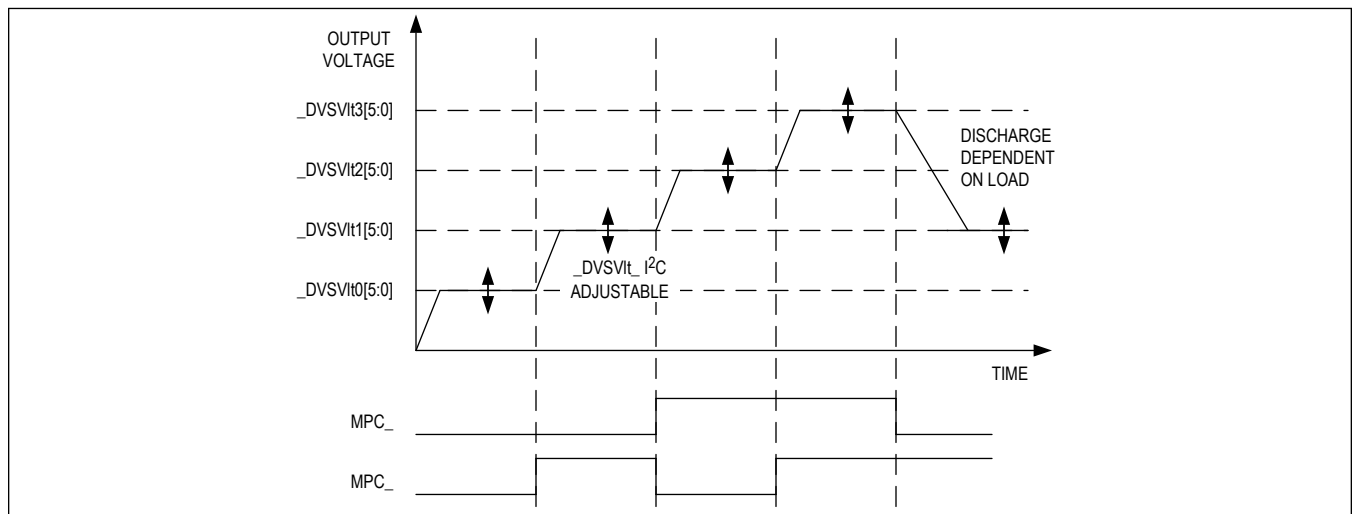 OUTPUT
VOLTAGE
_DVSVlt3[5:0]
_DVSVlt2[5:0]
_DVSVlt1[5:0]
_DVSVlt0[5:0]
DISCHARGE
DEPENDENT
ON LOAD
_DVSVlt_ I²C
ADJUSTABLE
TIME
MPC_
MPC_